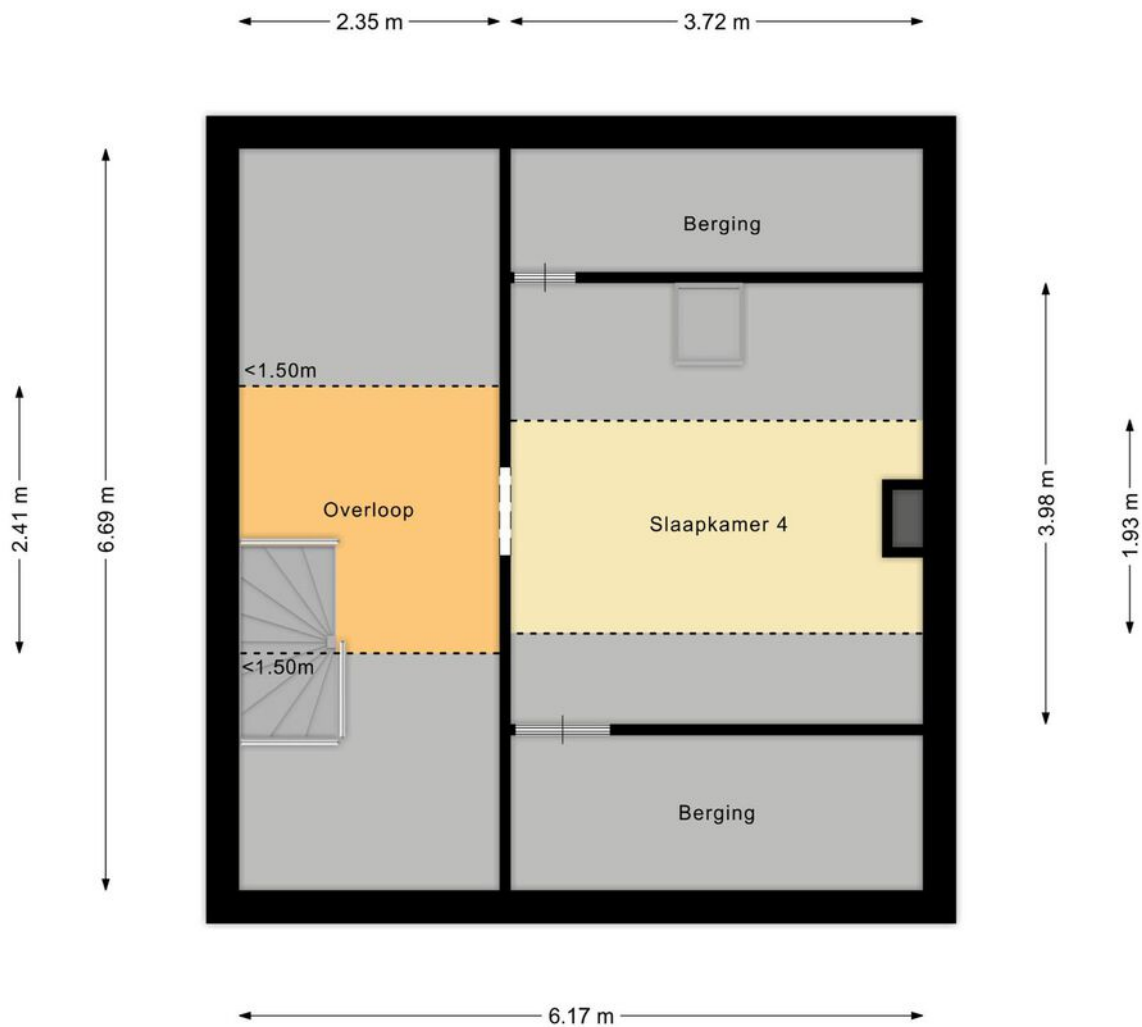 2.35 m
3.72 m
Berging
<1.50m
2.41 m
6.69 m
Overloop
Slaapkamer 4
3.98 m
1.93 m
<1.50m
Berging
6.17 m